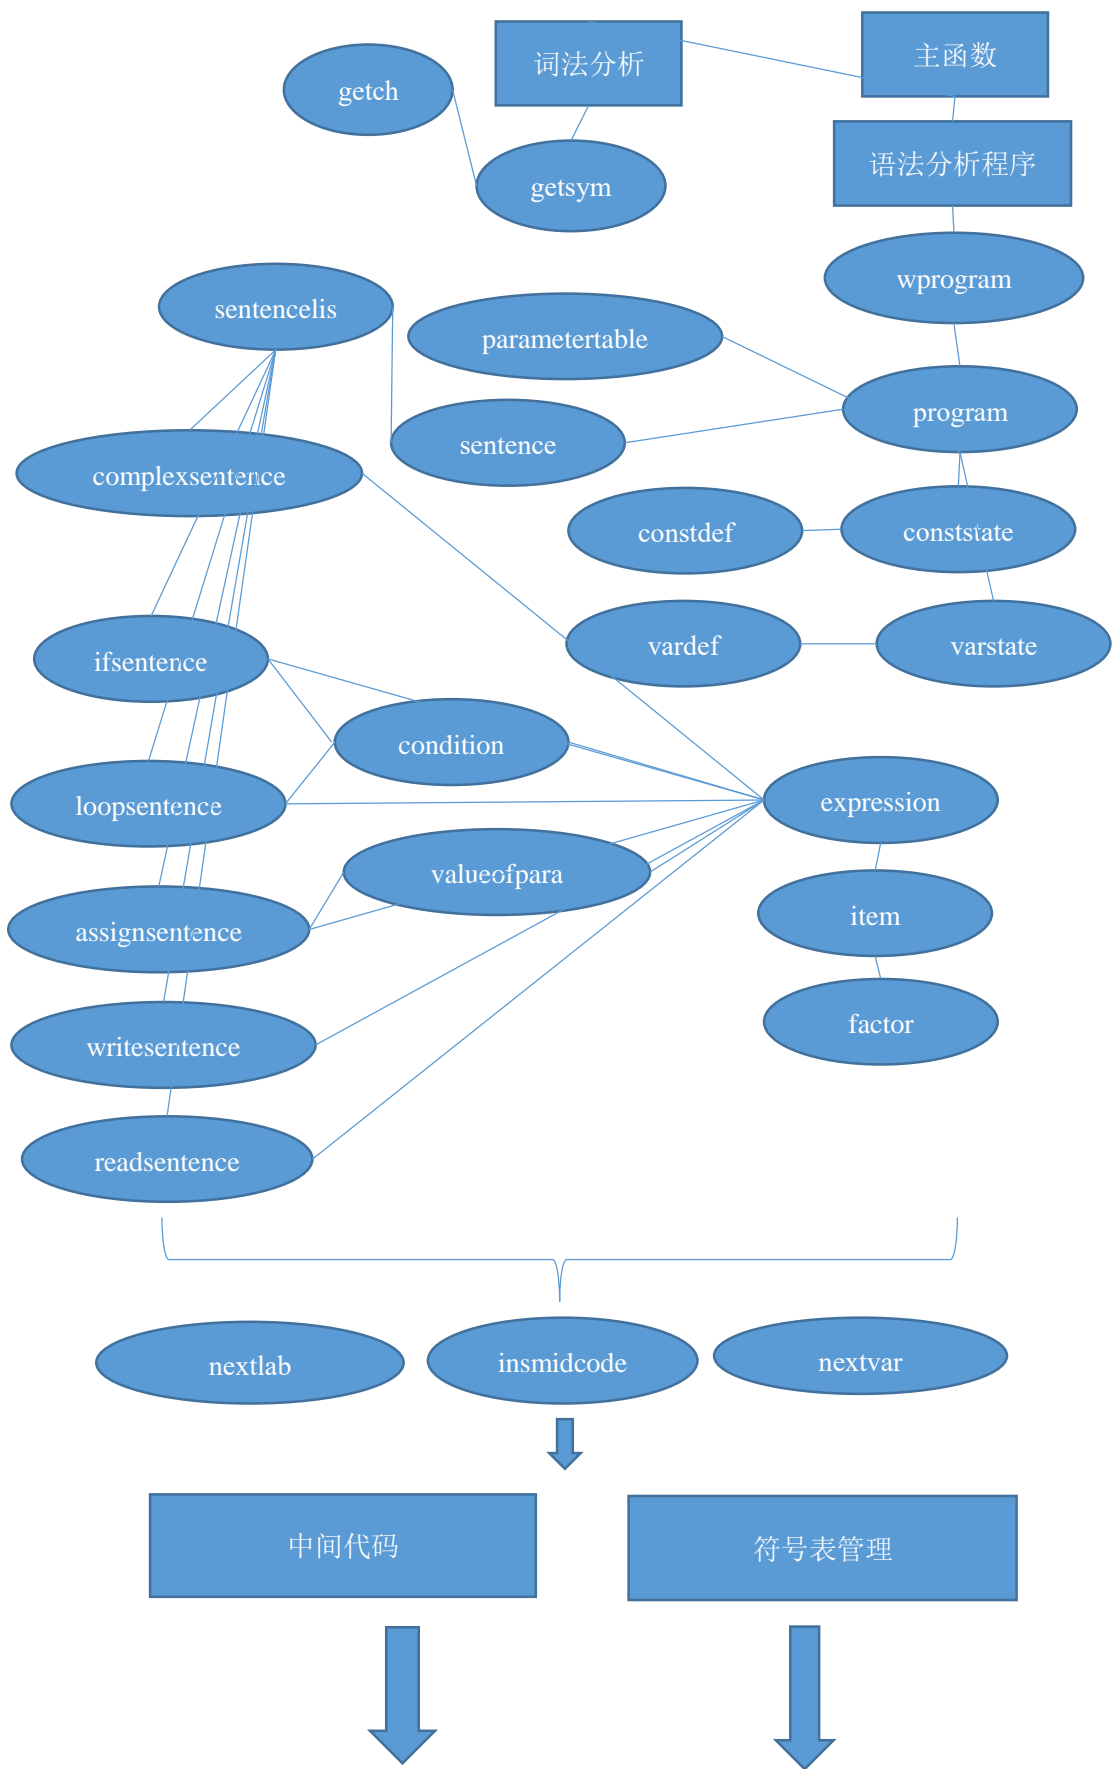 词法分析
主函数
getch
语法分析程序
getsym
wprogram
sentencelis
parametertable
program
sentence
complexsentence
constdef
conststate
ifsentence
vardef
varstate
condition
loopsentence
expression
valueofpara
item
assignsentence
factor
writesentence
readsentence
nextlab
insmidcode
nextvar
中间代码
符号表管理